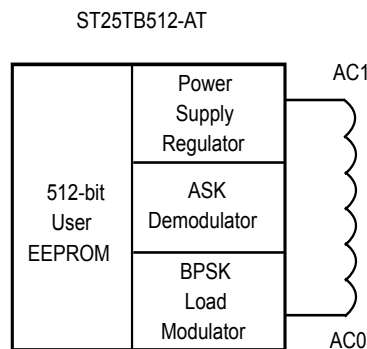 ST25TB512-AT
AC1
Power
Supply
Regulator
512-bit
User
EEPROM
ASK
Demodulator
BPSK
Load
Modulator
AC0